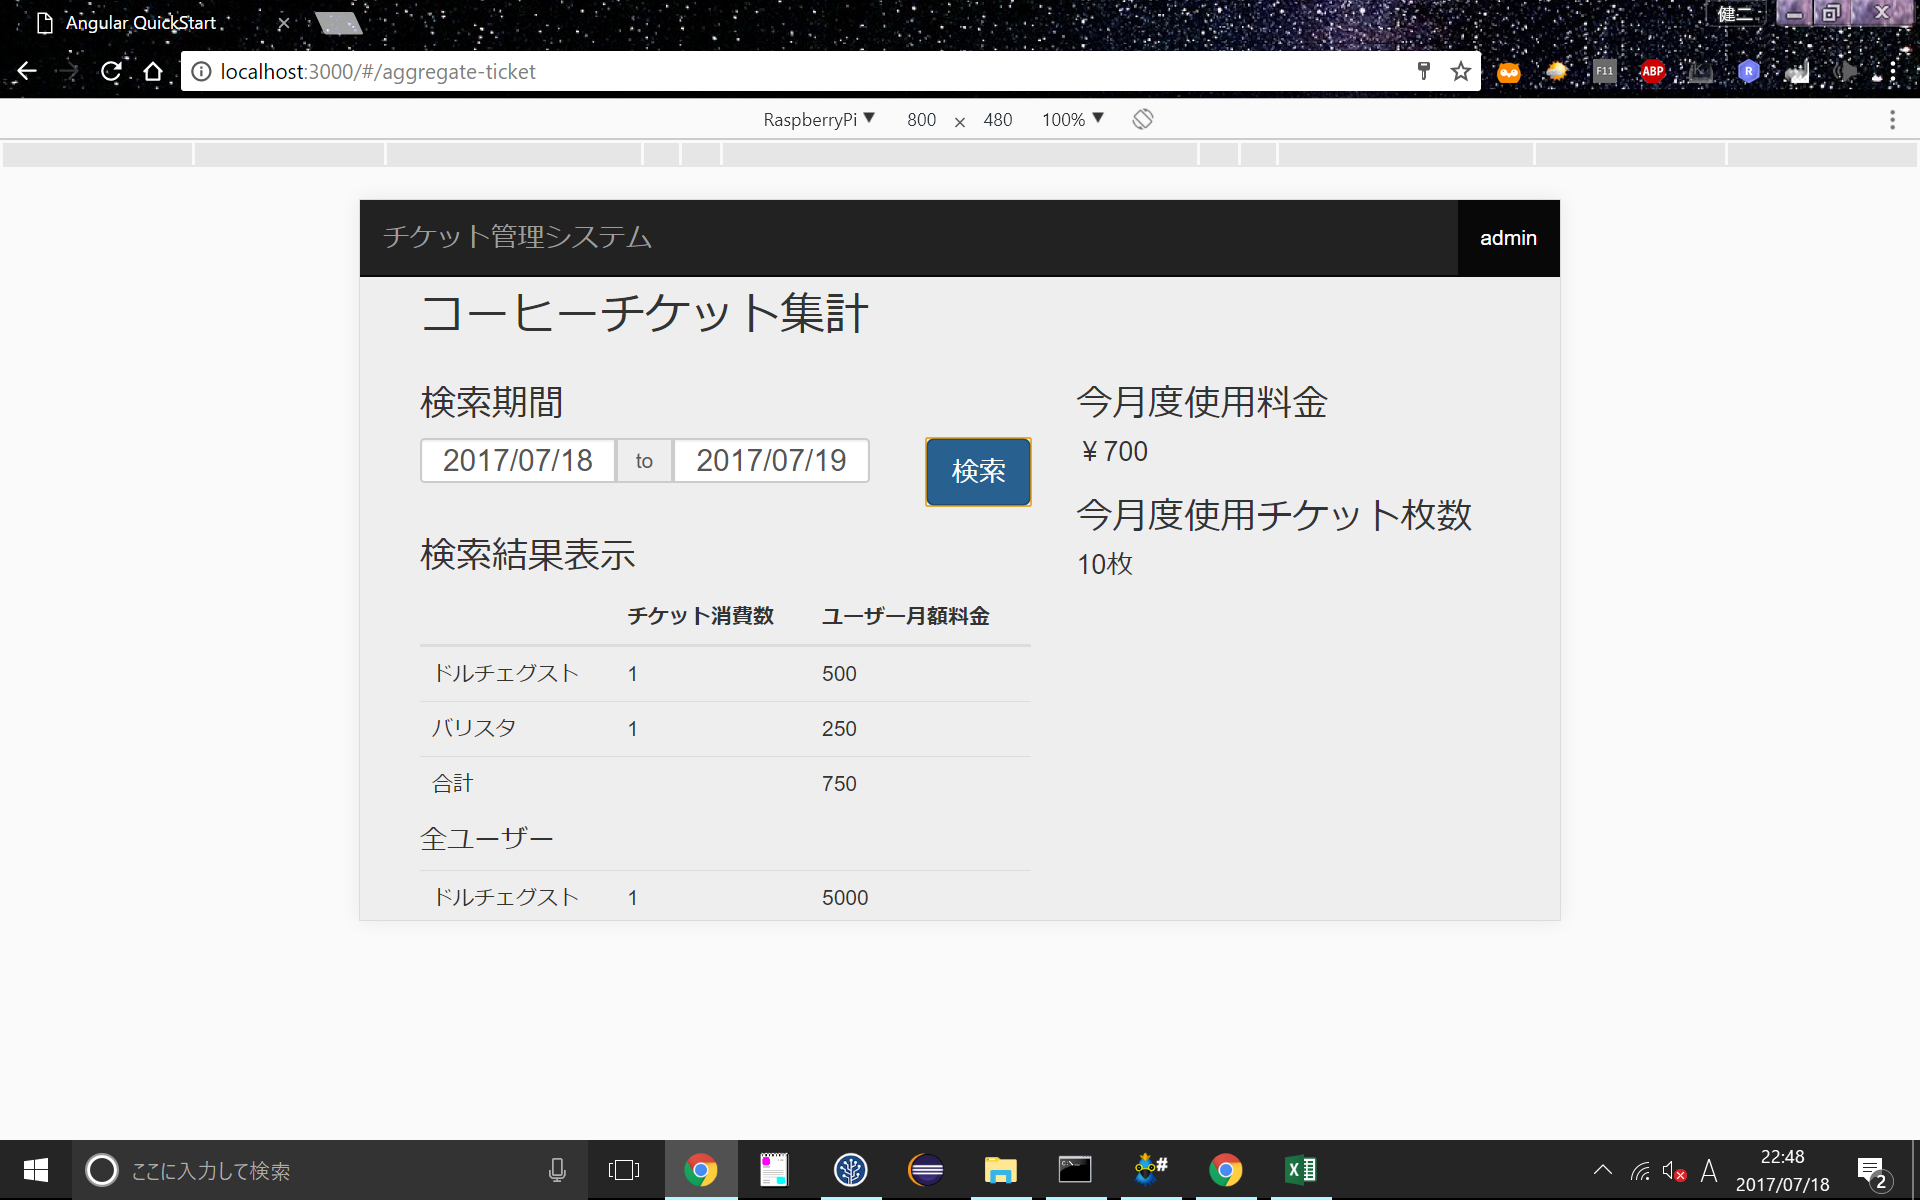 Angular QuickStart
健二
localhost:3000/#/aggregate-ticket
F11
ABP
R
RaspberryPi 800 × 480 100%
チケット管理システム
admin
コーヒーチケット集計
検索期間
2017/07/18 to 2017/07/19
検索
今月度使用料金
￥700
今月度使用チケット枚数
10枚
検索結果表示
チケット消費数 ユーザー月額料金
ドルチェグスト 1 500
バリスタ 1 250
合計 750
全ユーザー
ドルチェグスト 1 5000
ここに入力して検索
A
22:48
2017/07/18
2